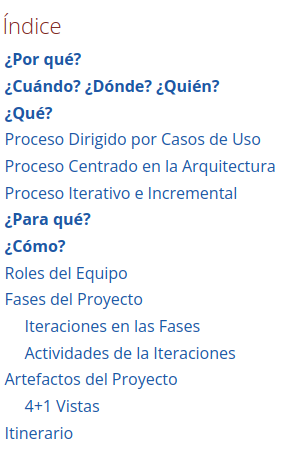 Índice
¿Por qué?
¿Cuándo? ¿Dónde? ¿Quién?
¿Qué?
Proceso Dirigido por Casos de Uso
Proceso Centrado en la Arquitectura
Proceso Iterativo e Incremental
¿Para qué?
¿Cómo?
Roles del Equipo
Fases del Proyecto
Iteraciones en las Fases
Actividades de la Iteraciones
Artefactos del Proyecto
4+1 Vistas
Itinerario